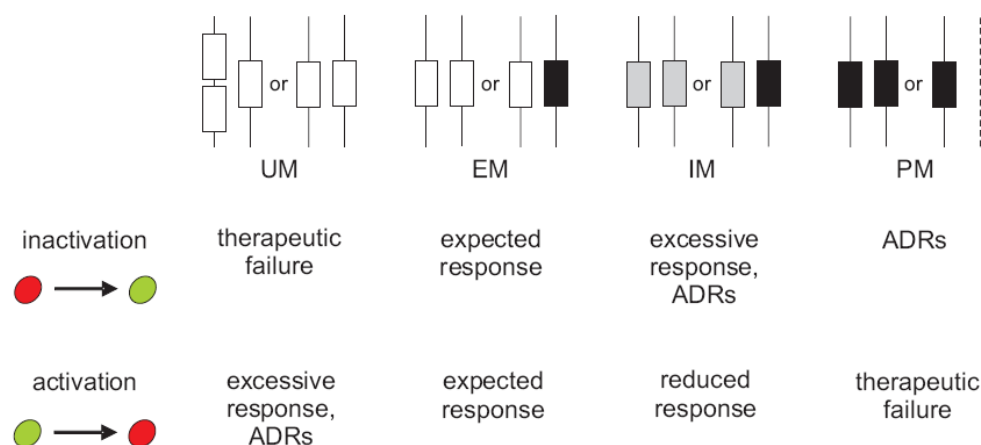 or or or or
UM EM IM PM
inactivation therapeutic failure expected response excessive response, ADRs ADRs
activation excessive response, ADRs expected response reduced response therapeutic failure